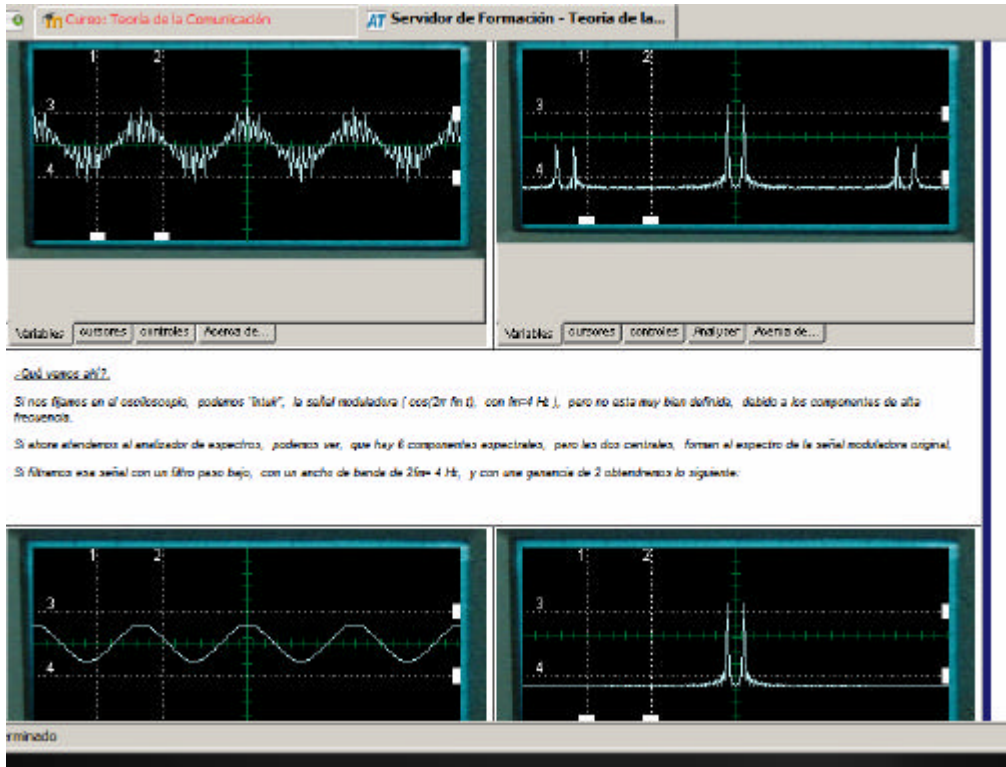 Curso: Teoría de la Comunicación
AT Servidor de Formación - Teoría de la...
1 2
3
4
1 2
3
4
Variables cursores controles Acerca de...
Variables cursores controles Analyzer Acerca de...
¿Qué vemos ahí?.
Si nos fijamos en el osciloscopio, podemos "intuir", la señal moduladora ( cos(2π fm t), con fm=4 Hz ), pero no esta muy bien definida, debido a los componentes de alta
frecuencia.
Si ahora atendemos al analizador de espectros, podemos ver, que hay 6 componentes espectrales, pero las dos centrales, forman el espectro de la señal moduladora original,
Si filtramos esa señal con un filtro paso bajo, con un ancho de banda de 2fm= 4 Hz, y con una ganancia de 2 obtendremos lo siguiente:
1 2
3
4
1 2
3
4
erminado